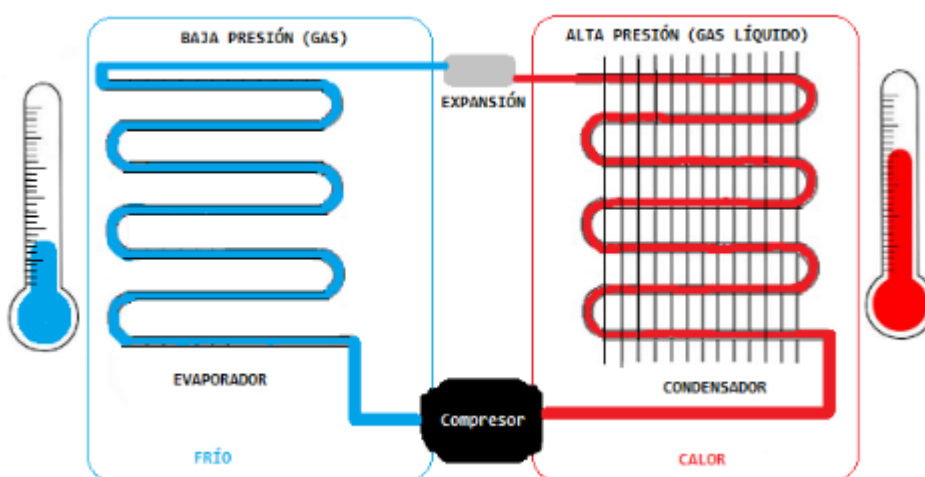 BAJA PRESIÓN (GAS)
ALTA PRESIÓN (GAS LÍQUIDO)
EXPANSIÓN
EVAPORADOR
CONDENSADOR
Compresor
FRÍO
CALOR